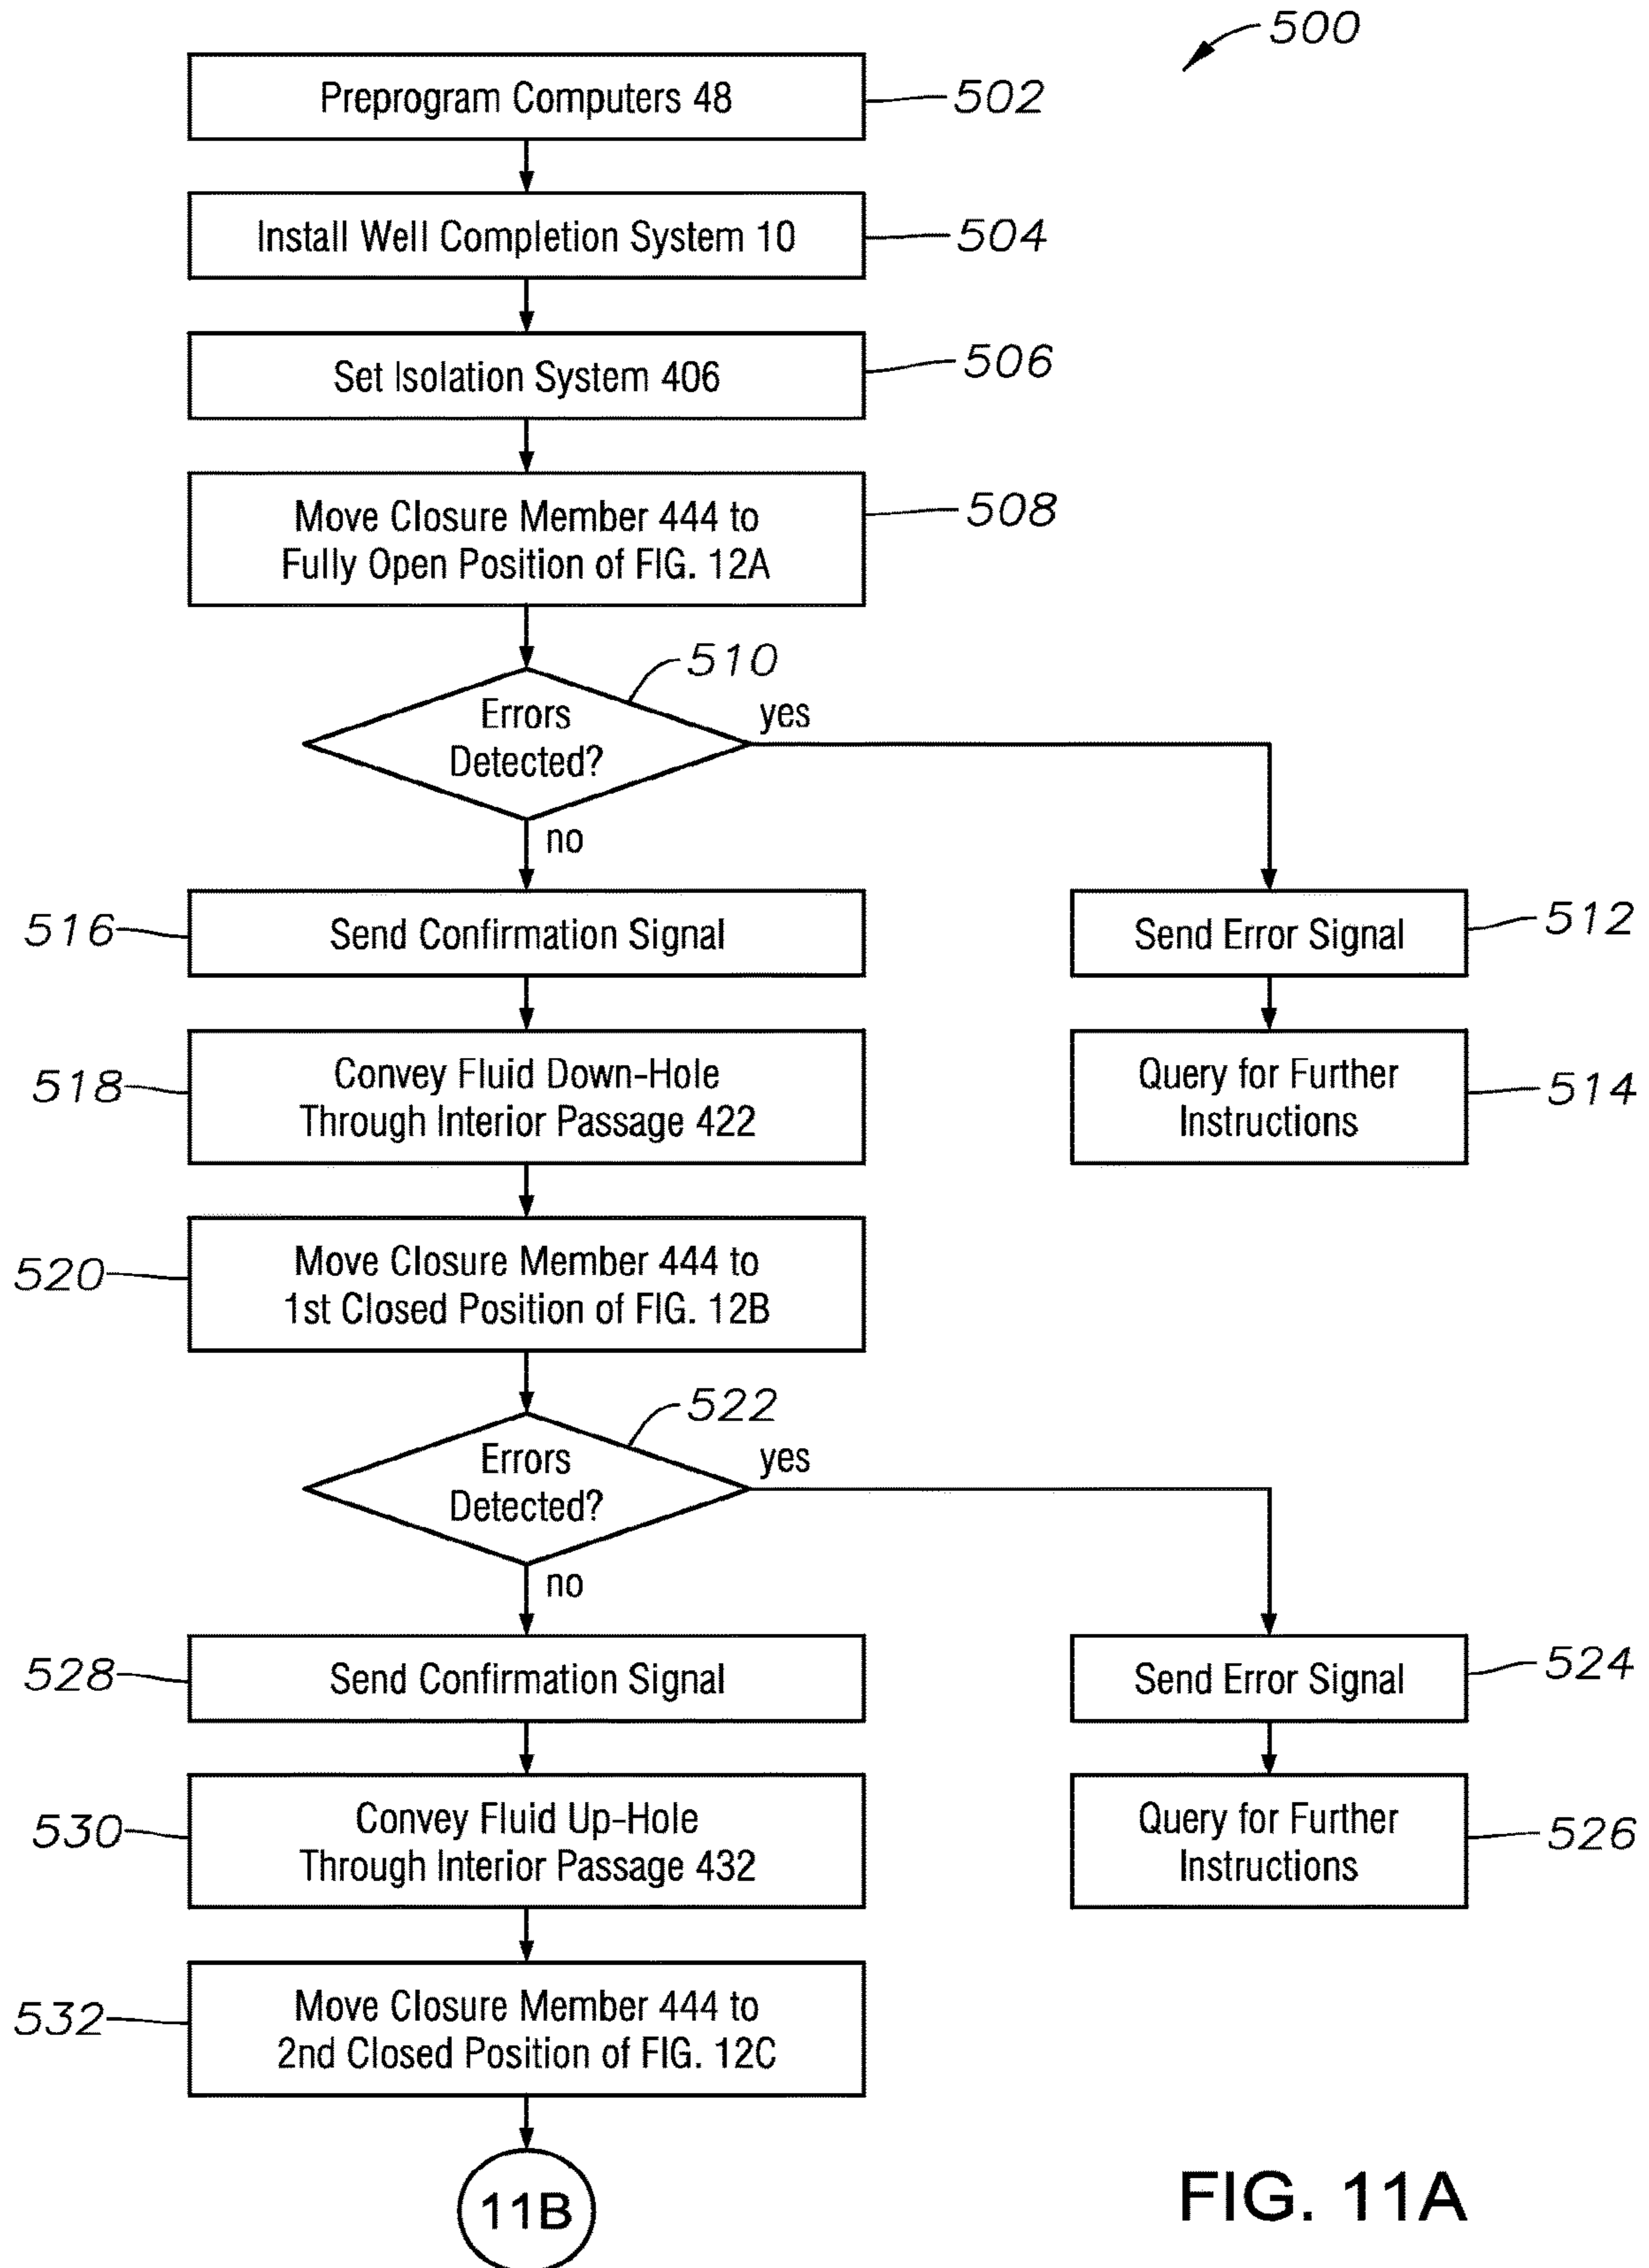 500
Preprogram Computers 48
502
Install Well Completion System 10
504
Set Isolation System 406
506
Move Closure Member 444 to
Fully Open Position of FIG. 12A
508
510
Errors
Detected?
yes
no
516
Send Confirmation Signal
Send Error Signal
512
518
Convey Fluid Down-Hole
Through Interior Passage 422
Query for Further
Instructions
514
520
Move Closure Member 444 to
1st Closed Position of FIG. 12B
522
Errors
Detected?
yes
no
528
Send Confirmation Signal
Send Error Signal
524
530
Convey Fluid Up-Hole
Through Interior Passage 432
Query for Further
Instructions
526
532
Move Closure Member 444 to
2nd Closed Position of FIG. 12C
11B
FIG. 11A